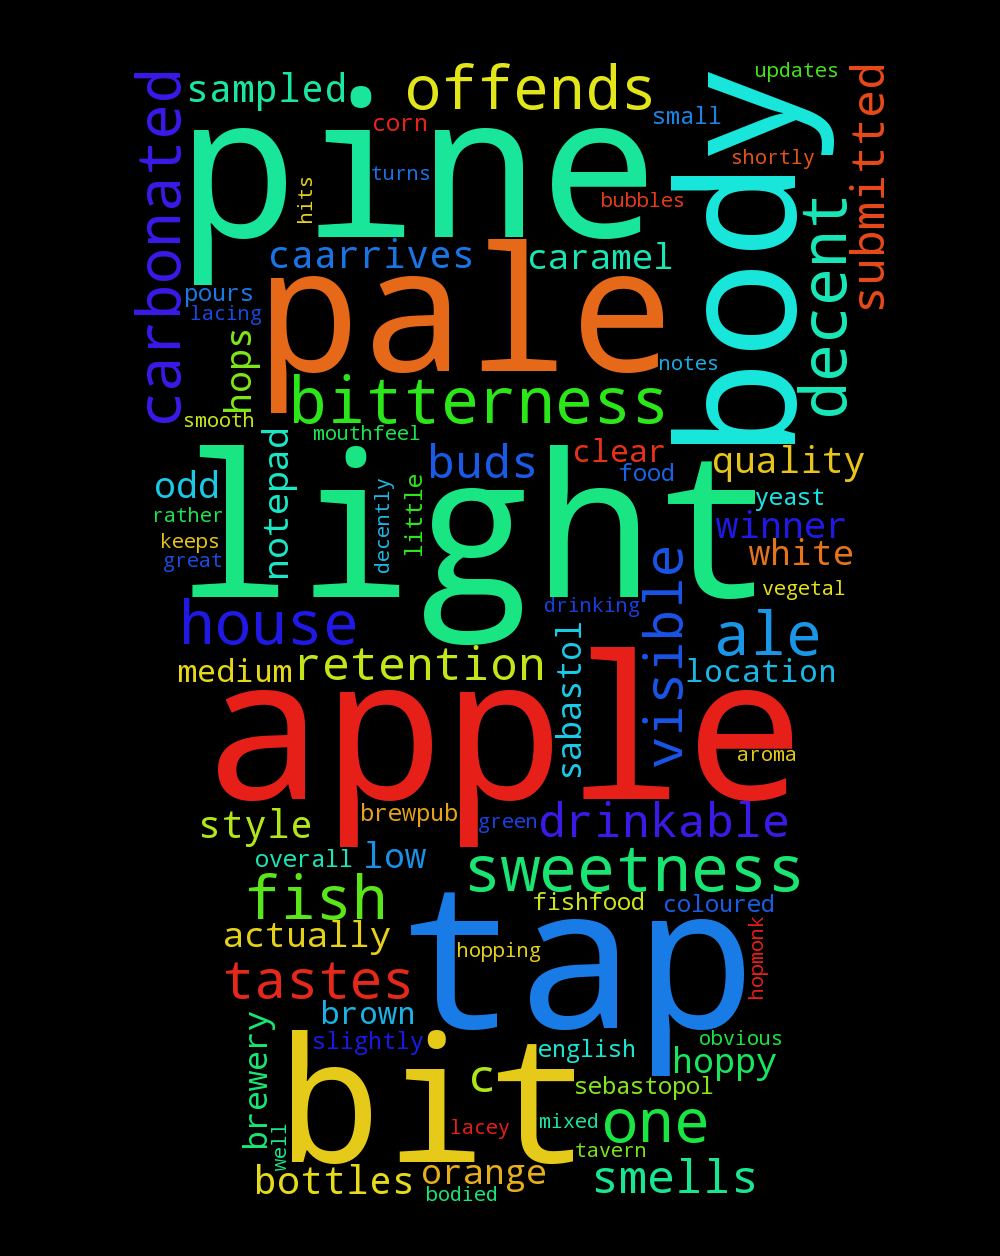 updates
offends
submitted
carbonated
sampled
body
small
corn
pine
shortly
turns
hits
bubbles
decent
caarrives
caramel
pale
pours
lacing
hops
notes
bitterness
smooth
notepad
mouthfeel
buds
clear
quality
food
light
odd
decently
little
yeast
rather
winner
keeps
great
white
visible
vegetal
drinking
house
sabastol
ale
retention
medium
location
apple
aroma
style
brewpub
green
drinkable
overall
low
sweetness
fish
fishfood
coloured
tap
actually
hopping
hopmonk
tastes
brown
brewery
slightly
bit
english
obvious
hoppy
c
sebastopol
well
lacey
mixed
one
tavern
bottles
orange
smells
bodied